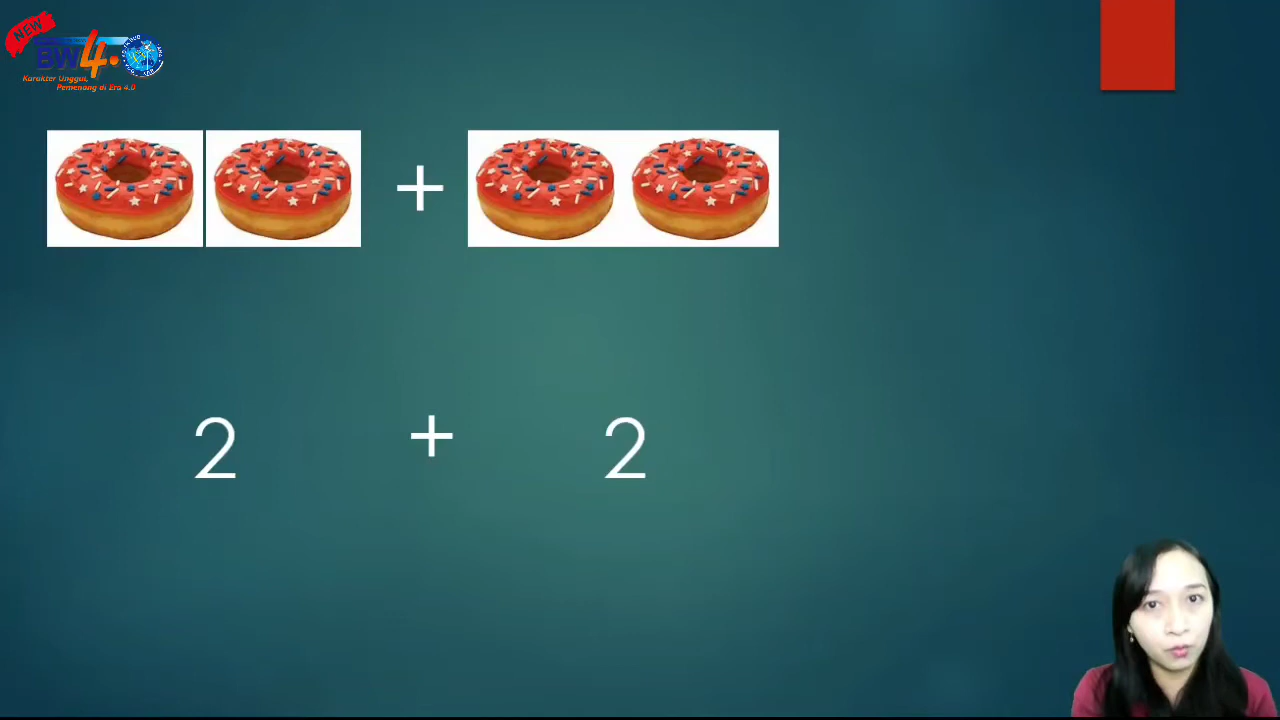 NEW
BW4.0
Karakter Unggul,
Pemenang di Era 4.0
+
2 + 2